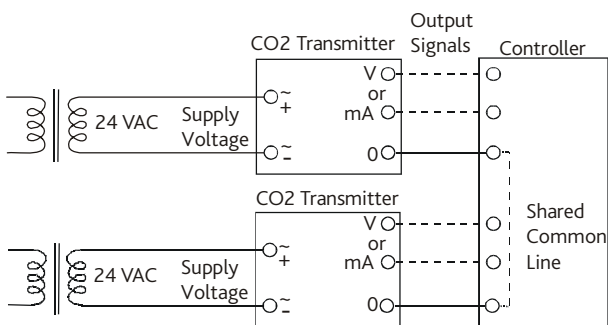 Output
Signals
CO2 Transmitter
Controller
V
or
mA
0
24 VAC
Supply
Voltage
~
+
~
-
CO2 Transmitter
V
or
mA
0
24 VAC
Supply
Voltage
~
+
~
-
Shared
Common
Line